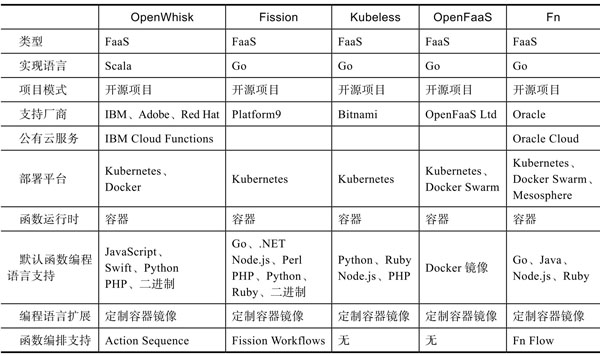 OpenWhisk Fission Kubeless OpenFaaS Fn
类型 FaaS FaaS FaaS FaaS FaaS
实现语言 Scala Go Go Go Go
项目模式 开源项目 开源项目 开源项目 开源项目 开源项目
支持厂商 IBM、Adobe、Red Hat Platform9 Bitnami OpenFaaS Ltd Oracle
公有云服务 IBM Cloud Functions Oracle Cloud
部署平台
Kubernetes、
Docker
Kubernetes
Kubernetes
Kubernetes、
Docker Swarm
Kubernetes、
Docker Swarm、
Mesosphere
函数运行时 容器 容器 容器 容器 容器
默认函数编程
语言支持
JavaScript、
Swift、Python
PHP、二进制
Go、.NET
Node.js、Perl
PHP、Python、
Ruby、二进制
Python、Ruby
Node.js、PHP
Docker 镜像
Go、Java、
Node.js、Ruby
编程语言扩展 定制容器镜像 定制容器镜像 定制容器镜像 定制容器镜像 定制容器镜像
函数编排支持 Action Sequence Fission Workflows 无 无 Fn Flow